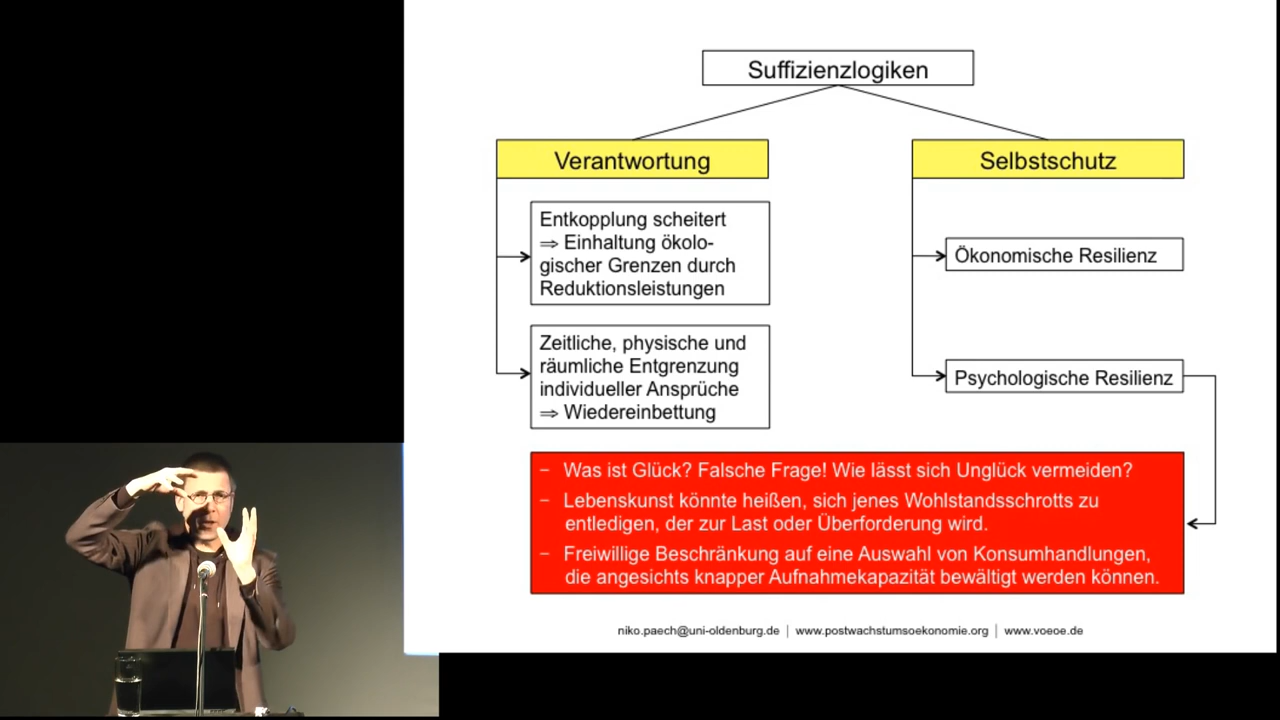 Suffizienzlogiken
Verantwortung
Entkopplung scheitert
⇒ Einhaltung ökolo-
gischer Grenzen durch
Reduktionsleistungen
Zeitliche, physische und
räumliche Entgrenzung
individueller Ansprüche
⇒ Wiedereinbettung
Selbstschutz
Ökonomische Resilienz
Psychologische Resilienz
– Was ist Glück? Falsche Frage! Wie lässt sich Unglück vermeiden?
– Lebenskunst könnte heißen, sich jenes Wohlstandsschrotts zu
entledigen, der zur Last oder Überforderung wird.
– Freiwillige Beschränkung auf eine Auswahl von Konsumhandlungen,
die angesichts knapper Aufnahmekapazität bewältigt werden können.
niko.paech@uni-oldenburg.de | www.postwachstumsoekonomie.org | www.voeoe.de